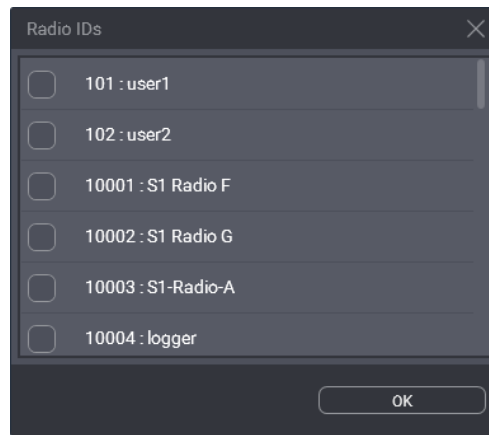 Radio IDs
101 : user1
102 : user2
10001 : S1 Radio F
10002 : S1 Radio G
10003 : S1-Radio-A
10004 : logger
OK